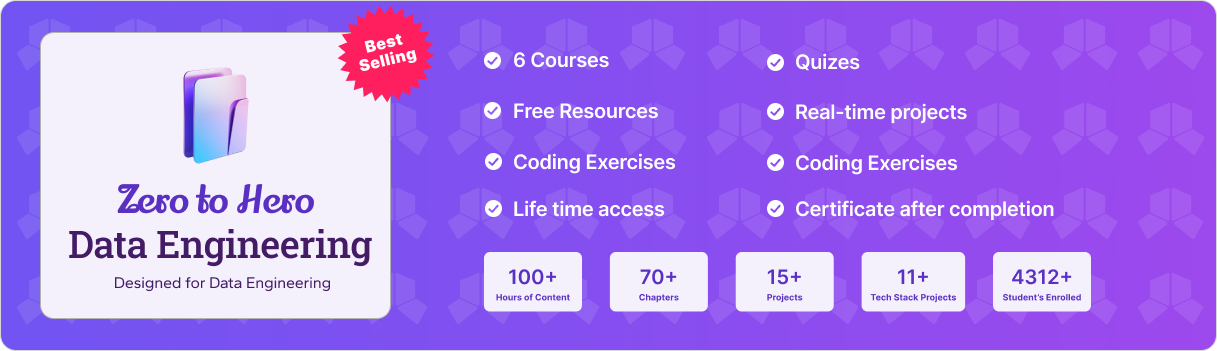 Best
Selling
Zero to Hero
Data Engineering
Designed for Data Engineering
6 Courses
Free Resources
Coding Exercises
Life time access
Quizes
Real-time projects
Coding Exercises
Certificate after completion
100+
Hours of Content
70+
Chapters
15+
Projects
11+
Tech Stack Projects
4312+
Student's Enrolled